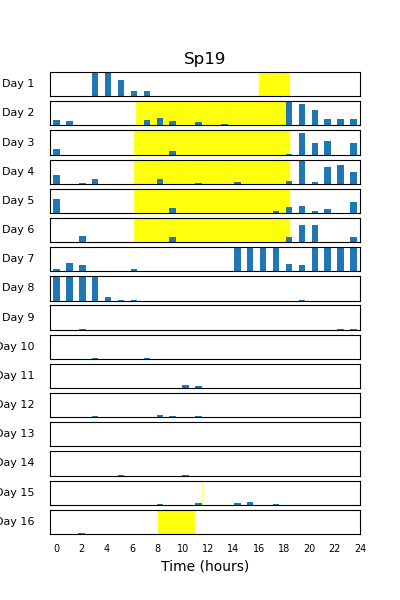 Sp19
Day 1
Day 2
Day 3
Day 4
Day 5
Day 6
Day 7
Day 8
Day 9
Day 10
Day 11
Day 12
Day 13
Day 14
Day 15
Day 16
0 2 4 6 8 10 12 14 16 18 20 22 24
Time (hours)